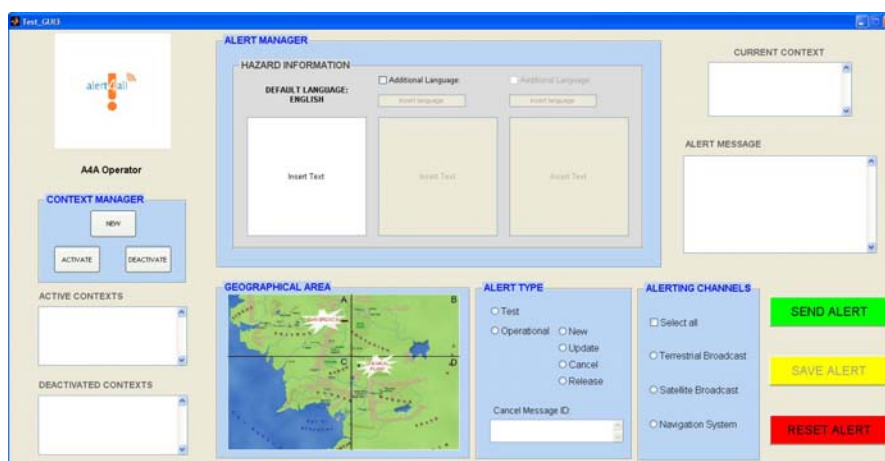 Test_GUI3
alert4all
A4A Operator
CONTEXT MANAGER
NEW
ACTIVATE
DEACTIVATE
ACTIVE CONTEXTS
DEACTIVATED CONTEXTS
ALERT MANAGER
HAZARD INFORMATION
DEFAULT LANGUAGE:
ENGLISH
Additional Language:
Insert language
Additional Language:
Insert language
Insert Text
Insert Text
Insert Text
CURRENT CONTEXT
ALERT MESSAGE
GEOGRAPHICAL AREA
A
B
C
D
ALERT TYPE
Test
Operational
New
Update
Cancel
Release
Cancel Message ID:
ALERTING CHANNELS
Select all
Terrestrial Broadcast
Satellite Broadcast
Navigation System
SEND ALERT
SAVE ALERT
RESET ALERT